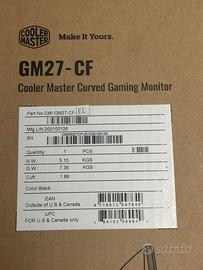 COOLER
MASTER
Make It Yours.
GM27-CF
Cooler Master Curved Gaming Monitor
Part No CMI-GM27-CF EU
Mfg L/N 200100126
SN
Quantity 1 PCS
N.W. 5.10 KGS
G.W. 7.35 KGS
Cuft 1.89
Color Black
EAN
Outside of U.S & Canada
UPC
FOR U.S & Canada only
subito